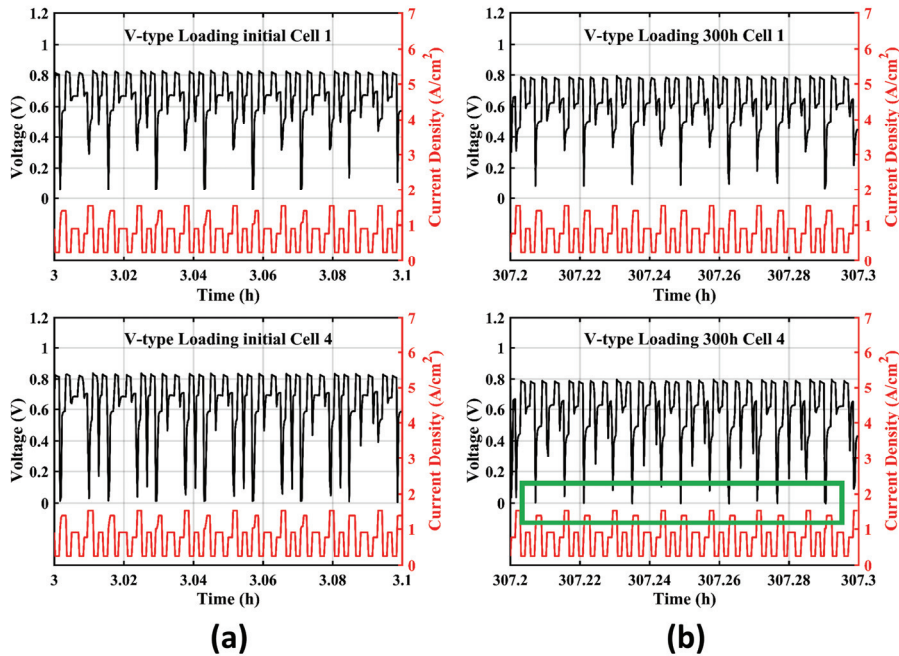 V-type Loading initial Cell 1
Voltage (V)
1.2
1
0.8
0.6
0.4
0.2
0
Current Density (A/cm²)
7
6
5
4
3
2
1
0
3 3.02 3.04 3.06 3.08 3.1
Time (h)
V-type Loading 300h Cell 1
Voltage (V)
1.2
1
0.8
0.6
0.4
0.2
0
Current Density (A/cm²)
7
6
5
4
3
2
1
0
307.2 307.22 307.24 307.26 307.28 307.3
Time (h)
V-type Loading initial Cell 4
Voltage (V)
1.2
1
0.8
0.6
0.4
0.2
0
Current Density (A/cm²)
7
6
5
4
3
2
1
0
3 3.02 3.04 3.06 3.08 3.1
Time (h)
V-type Loading 300h Cell 4
Voltage (V)
1.2
1
0.8
0.6
0.4
0.2
0
Current Density (A/cm²)
7
6
5
4
3
2
1
0
307.2 307.22 307.24 307.26 307.28 307.3
Time (h)
(a)
(b)